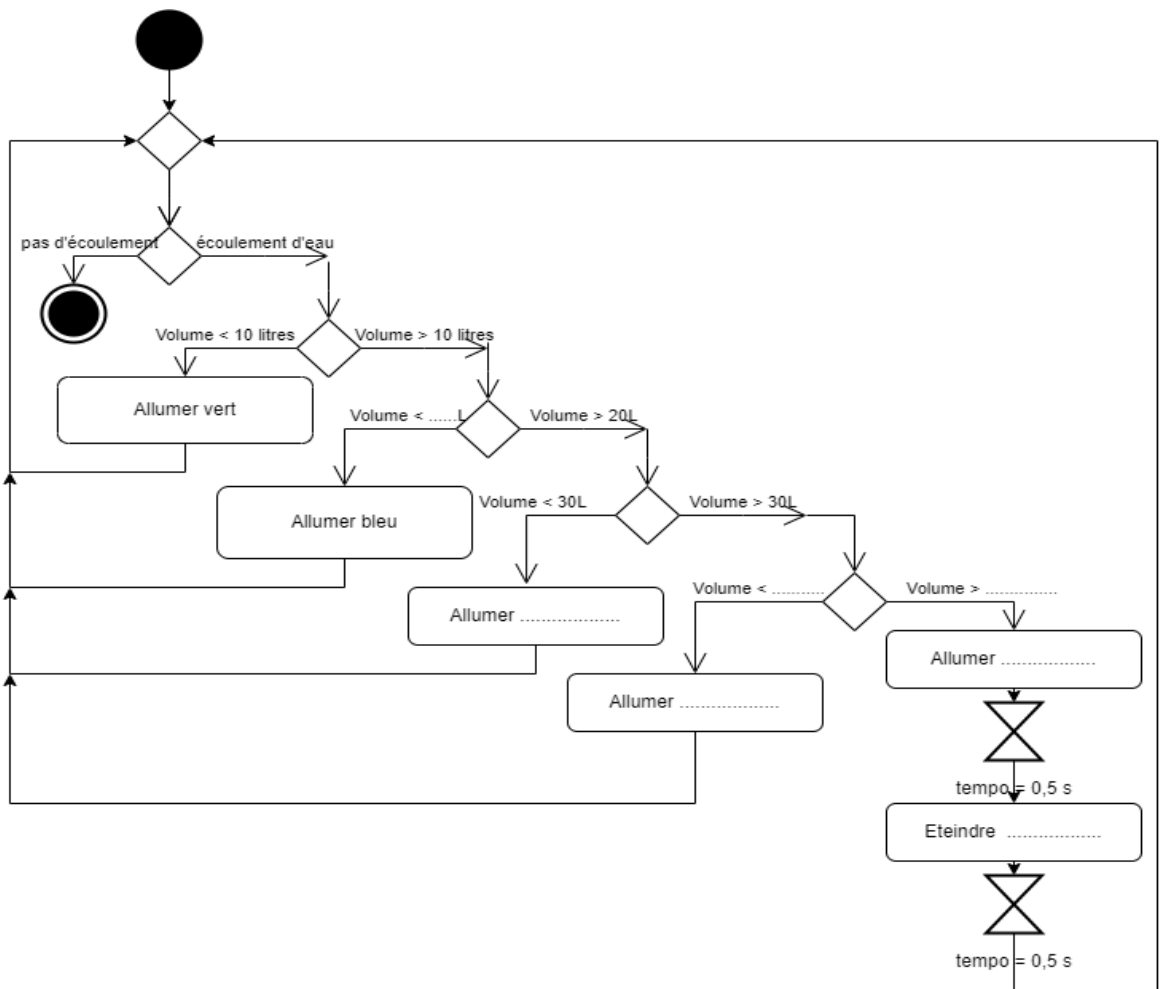 pas d'écoulement
écoulement d'eau
Volume < 10 litres
Volume > 10 litres
Allumer vert
Volume < ......L
Volume > 20L
Allumer bleu
Volume < 30L
Volume > 30L
Allumer ....................
Volume < ...........
Volume > ...............
Allumer ...................
Allumer ....................
tempo = 0,5 s
Eteindre ...................
tempo = 0,5 s